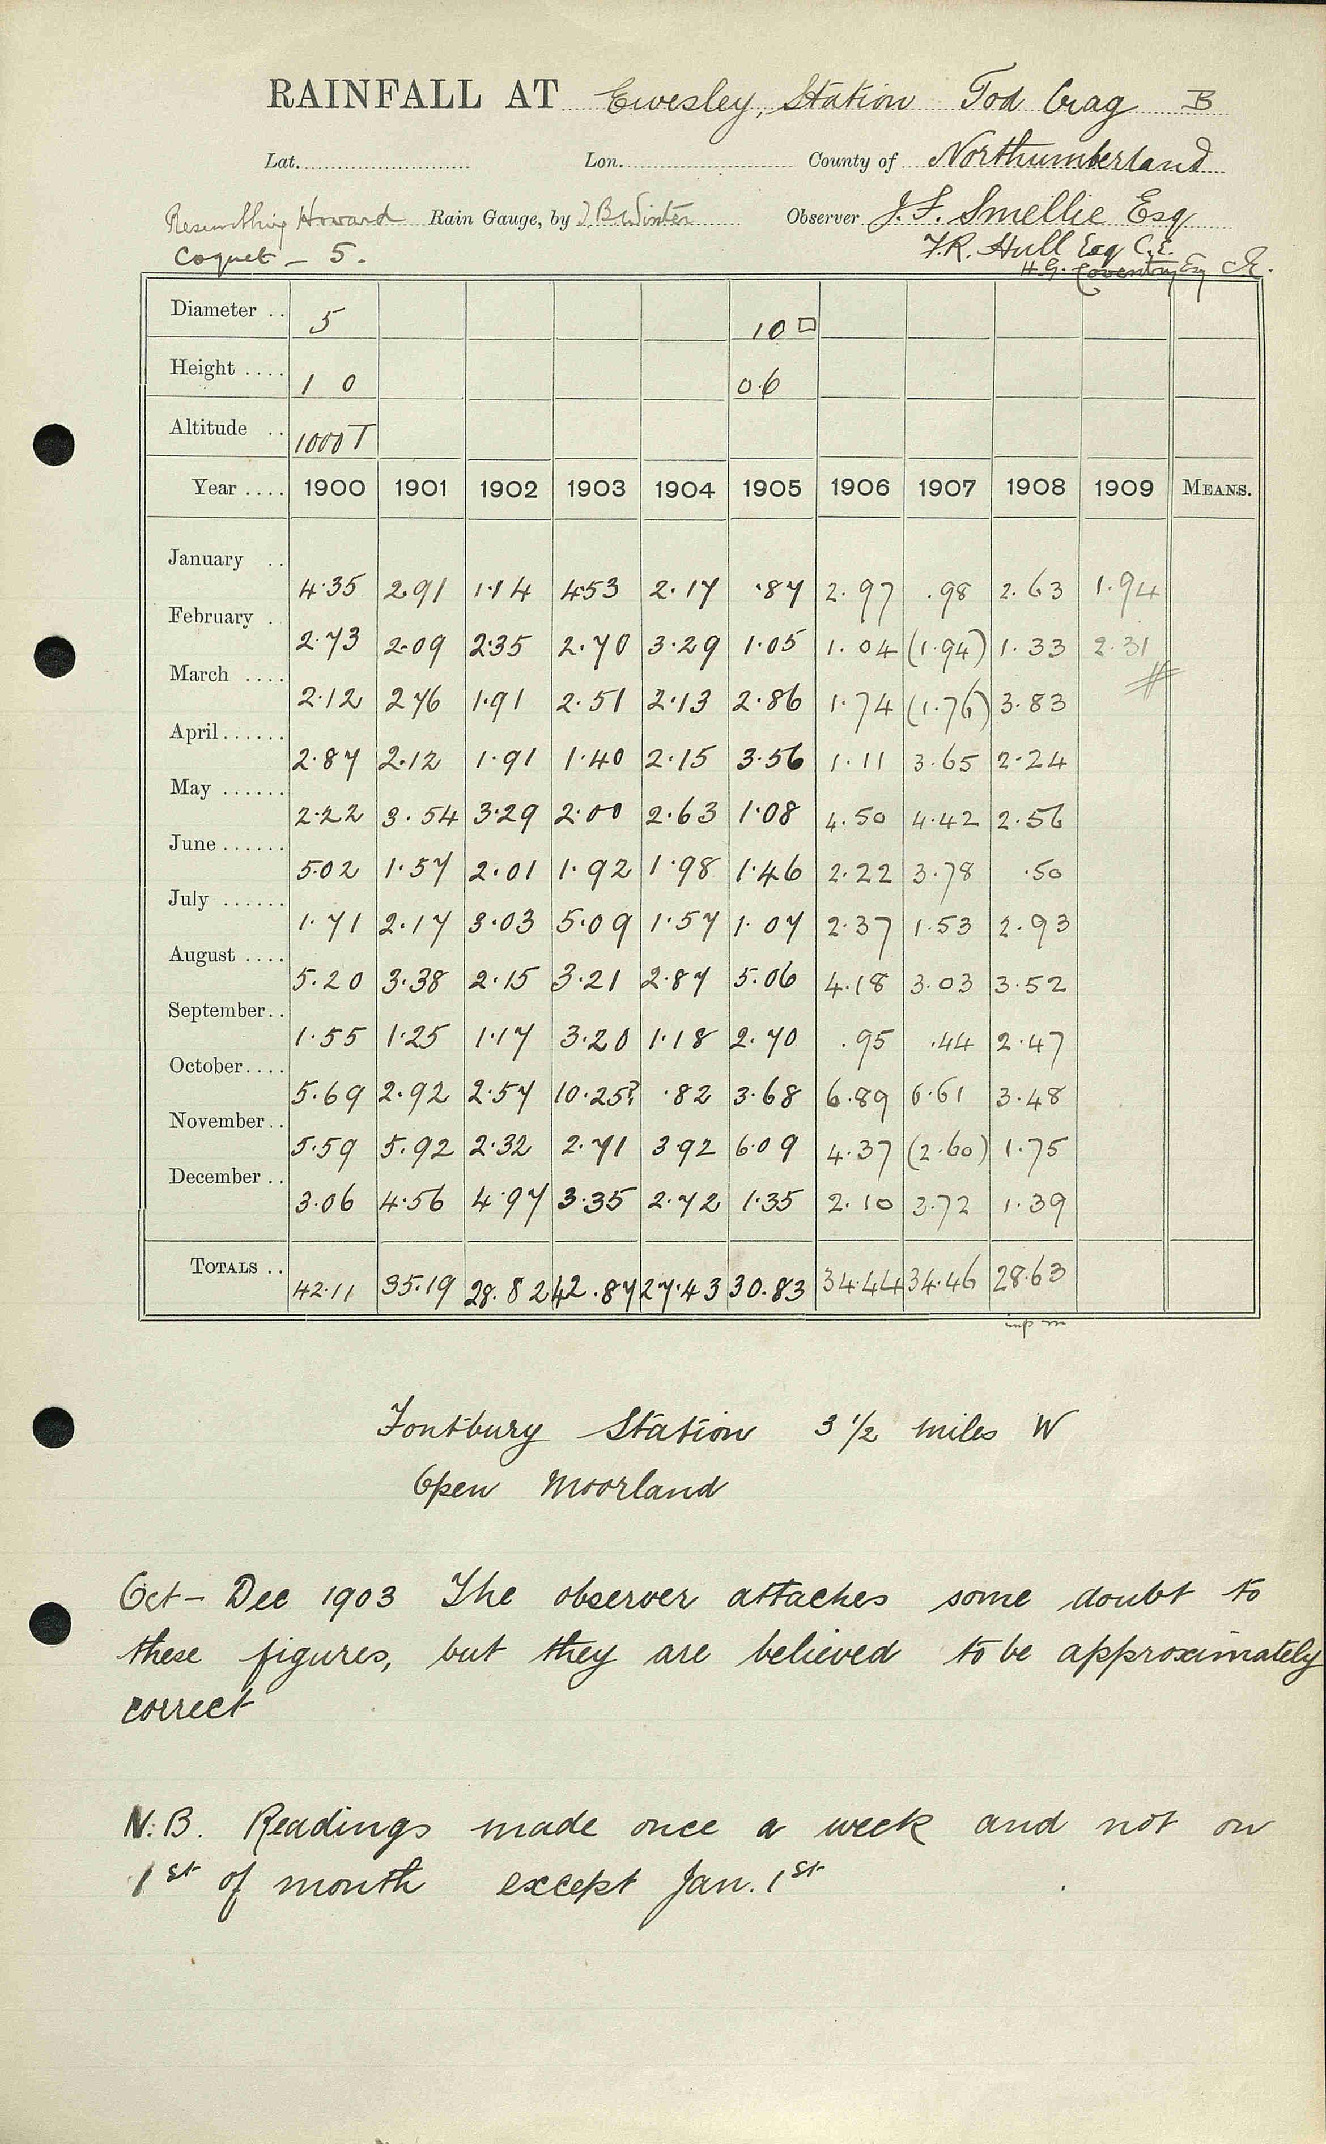 RAINFALL AT Ewesley, Station Tod Crag B
Lat. Lon. County of Northumberland
Resembling Howard Rain Gauge, by J. B. Winter Observer J. F. Smellie Esq
Coquet – 5. F. R. Hull Esq C.E.
H. G. Coventry Esq C.E.
Diameter .. 5 10 □
Height .... 1 0 0.6
Altitude .. 1000 T
Year .... 1900 1901 1902 1903 1904 1905 1906 1907 1908 1909 MEANS.
January .. 4.35 2.91 1.14 4.53 2.17 .87 2.97 .98 2.63 1.94
February . 2.73 2.09 2.35 2.70 3.29 1.05 1.04 (1.94) 1.33 2.31
March .... 2.12 2.76 1.91 2.51 2.13 2.86 1.74 (1.76) 3.83
April...... 2.87 2.12 1.91 1.40 2.15 3.56 1.11 3.65 2.24
May ...... 2.22 3.54 3.29 2.00 2.63 1.08 4.50 4.42 2.56
June ...... 5.02 1.57 2.01 1.92 1.98 1.46 2.22 3.78 .50
July ...... 1.71 2.17 3.03 5.09 1.57 1.07 2.37 1.53 2.93
August .... 5.20 3.38 2.15 3.21 2.87 5.06 4.18 3.03 3.52
September.. 1.55 1.25 1.17 3.20 1.18 2.70 .95 .44 2.47
October.... 5.69 2.92 2.57 10.25? .82 3.68 6.89 6.61 3.48
November.. 5.59 5.92 2.32 2.71 3.92 6.09 4.37 (2.60) 1.75
December .. 3.06 4.56 4.97 3.35 2.72 1.35 2.10 3.72 1.39
TOTALS .. 42.11 35.19 28.82 42.87 27.43 30.83 34.44 34.46 28.63
Fontbury Station 3 1/2 miles W
Open Moorland
Oct – Dec 1903 The observer attaches some doubt to
these figures, but they are believed to be approximately
correct
N.B. Readings made once a week and not on
1st of month except Jan. 1st